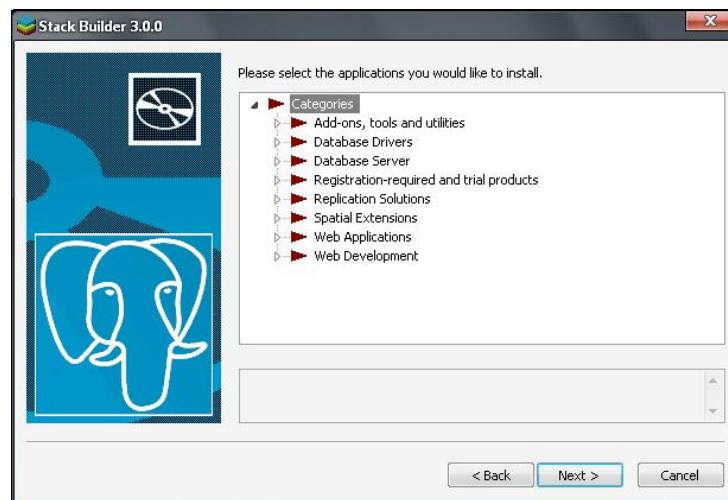 Stack Builder 3.0.0
Please select the applications you would like to install.
Categories
Add-ons, tools and utilities
Database Drivers
Database Server
Registration-required and trial products
Replication Solutions
Spatial Extensions
Web Applications
Web Development
< Back Next > Cancel